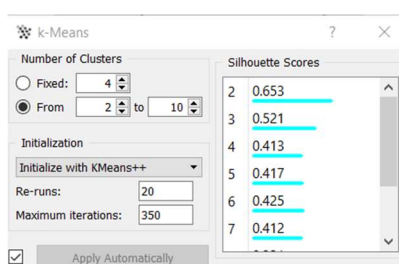 k-Means ?
Number of Clusters
Fixed: 4
From 2 to 10
Initialization
Initialize with KMeans++
Re-runs: 20
Maximum iterations: 350
Apply Automatically
Silhouette Scores
2 0.653
3 0.521
4 0.413
5 0.417
6 0.425
7 0.412